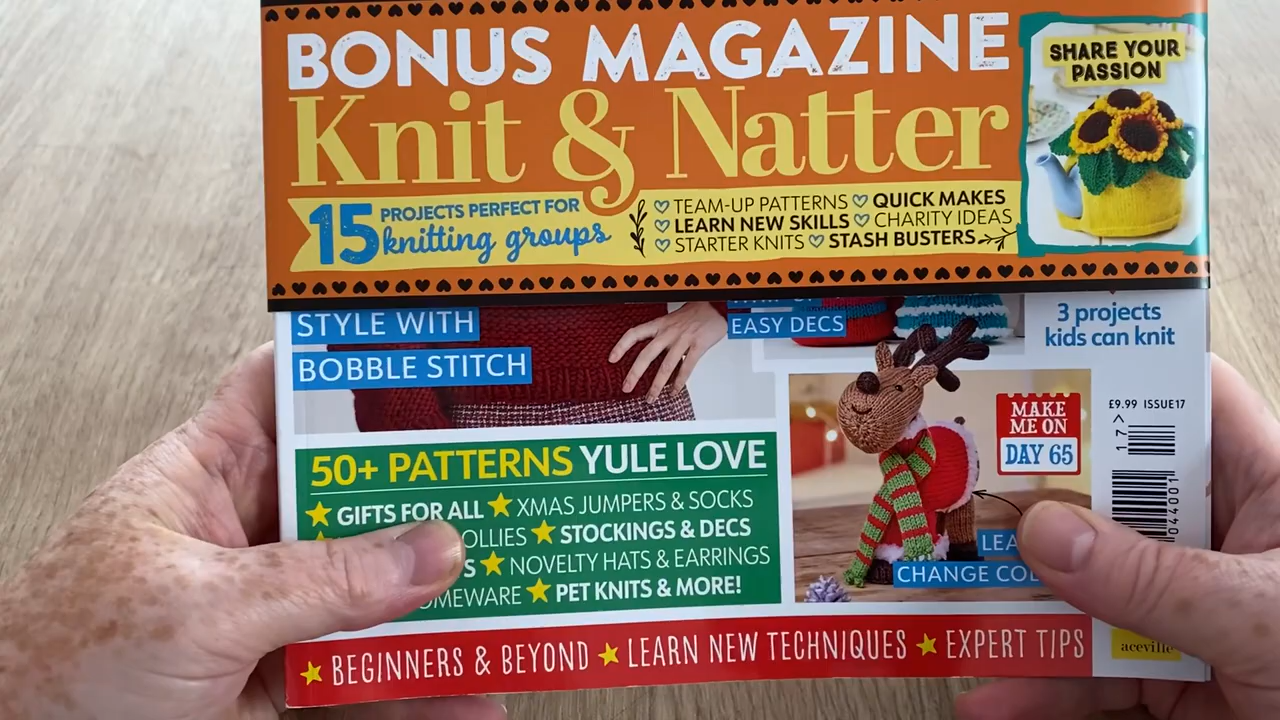 BONUS MAGAZINE
Knit & Natter
SHARE YOUR
PASSION
15 PROJECTS PERFECT FOR
knitting groups
TEAM-UP PATTERNS QUICK MAKES
LEARN NEW SKILLS CHARITY IDEAS
STARTER KNITS STASH BUSTERS
STYLE WITH
BOBBLE STITCH
EASY DECS
3 projects
kids can knit
£9.99 ISSUE17
17 >
MAKE
ME ON
DAY 65
50+ PATTERNS YULE LOVE
GIFTS FOR ALL XMAS JUMPERS & SOCKS
STOCKINGS & DECS
NOVELTY HATS & EARRINGS
PET KNITS & MORE!
CHANGE
04001
BEGINNERS & BEYOND LEARN NEW TECHNIQUES EXPERT TIPS
aceville